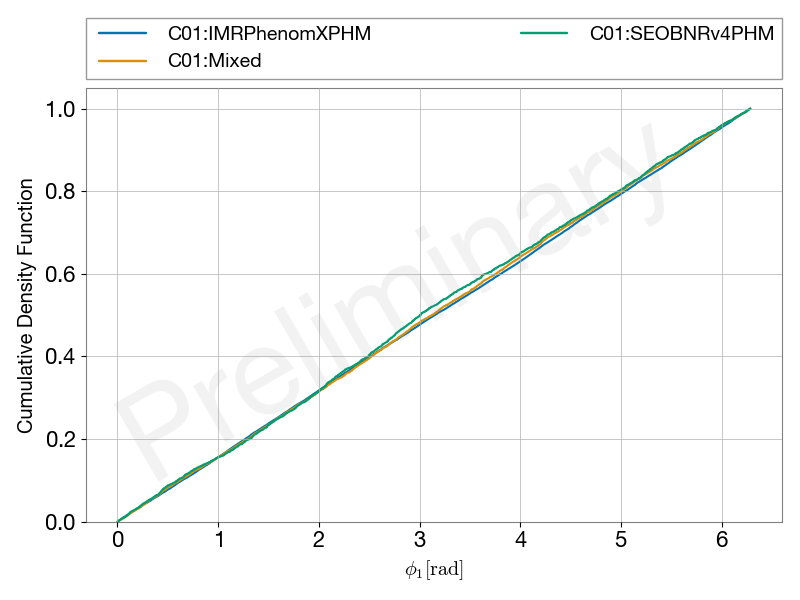 C01:IMRPhenomXPHM
C01:Mixed
C01:SEOBNRv4PHM
Preliminary
Cumulative Density Function
1.0
0.8
0.6
0.4
0.2
0.0
0 1 2 3 4 5 6
ϕ₁[rad]